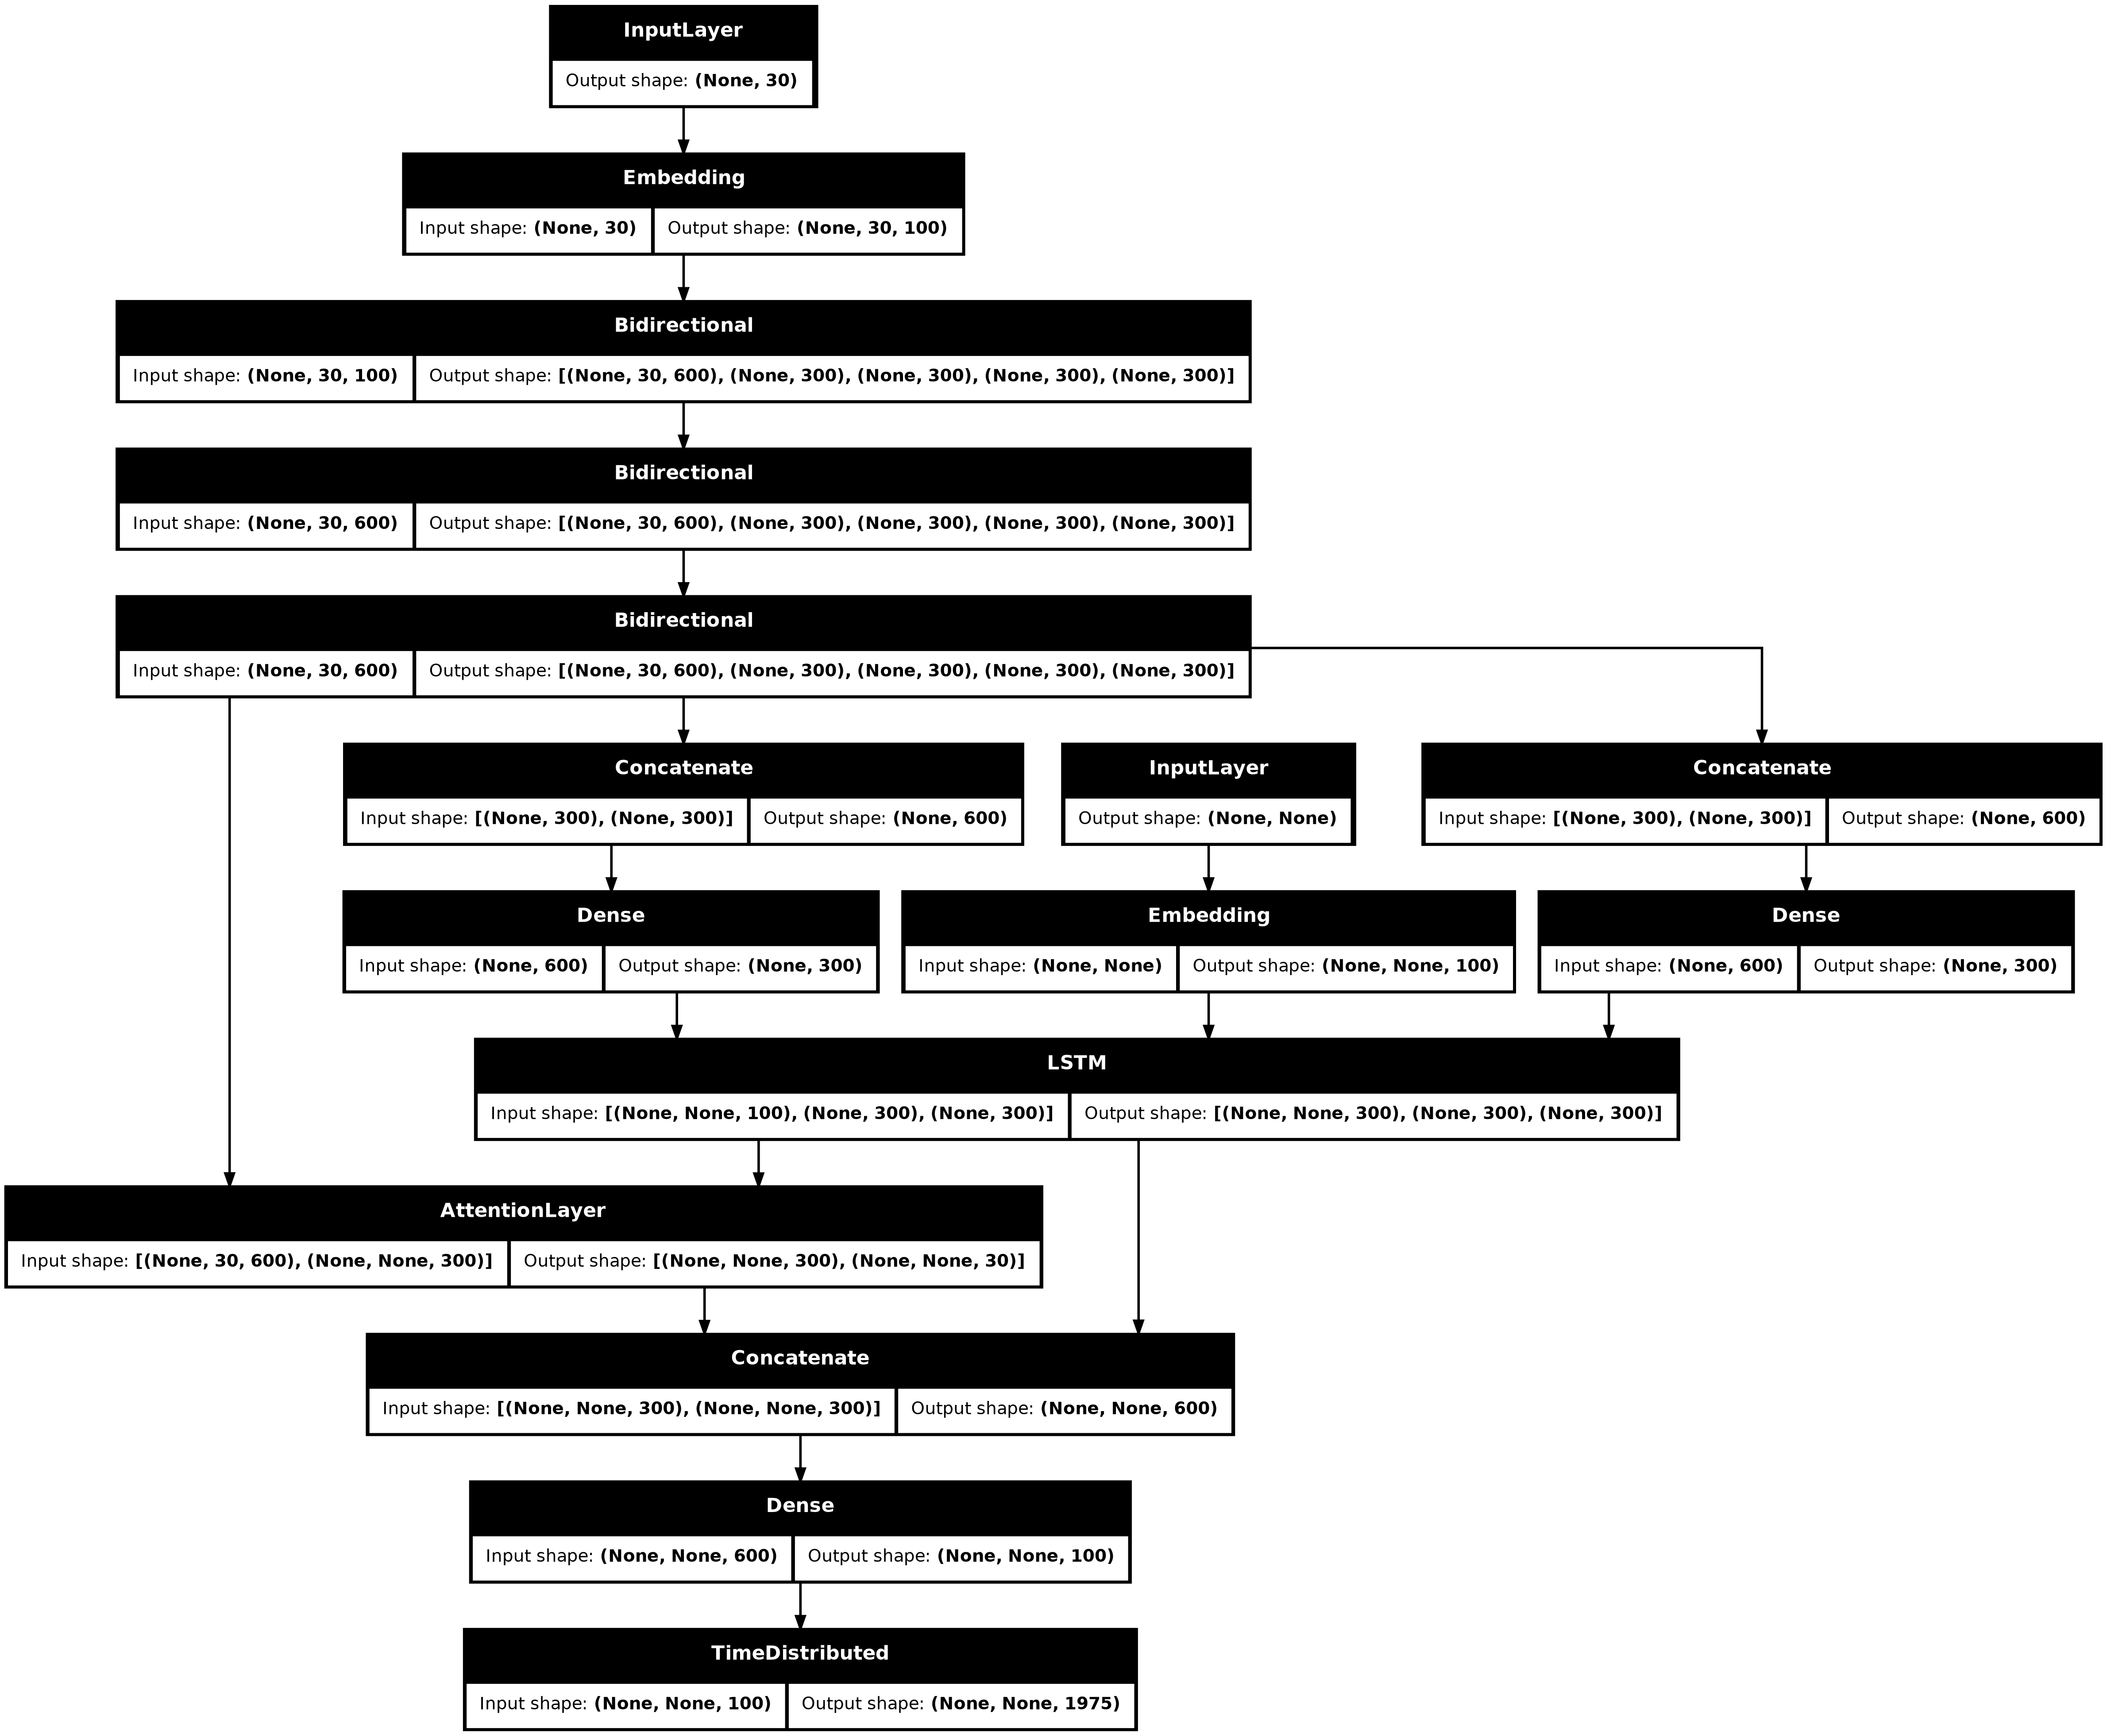 InputLayer
Output shape: (None, 30)
Embedding
Input shape: (None, 30) Output shape: (None, 30, 100)
Bidirectional
Input shape: (None, 30, 100) Output shape: [(None, 30, 600), (None, 300), (None, 300), (None, 300), (None, 300)]
Bidirectional
Input shape: (None, 30, 600) Output shape: [(None, 30, 600), (None, 300), (None, 300), (None, 300), (None, 300)]
Bidirectional
Input shape: (None, 30, 600) Output shape: [(None, 30, 600), (None, 300), (None, 300), (None, 300), (None, 300)]
Concatenate
Input shape: [(None, 300), (None, 300)] Output shape: (None, 600)
InputLayer
Output shape: (None, None)
Concatenate
Input shape: [(None, 300), (None, 300)] Output shape: (None, 600)
Dense
Input shape: (None, 600) Output shape: (None, 300)
Embedding
Input shape: (None, None) Output shape: (None, None, 100)
Dense
Input shape: (None, 600) Output shape: (None, 300)
LSTM
Input shape: [(None, None, 100), (None, 300), (None, 300)] Output shape: [(None, None, 300), (None, 300), (None, 300)]
AttentionLayer
Input shape: [(None, 30, 600), (None, None, 300)] Output shape: [(None, None, 300), (None, None, 30)]
Concatenate
Input shape: [(None, None, 300), (None, None, 300)] Output shape: (None, None, 600)
Dense
Input shape: (None, None, 600) Output shape: (None, None, 100)
TimeDistributed
Input shape: (None, None, 100) Output shape: (None, None, 1975)